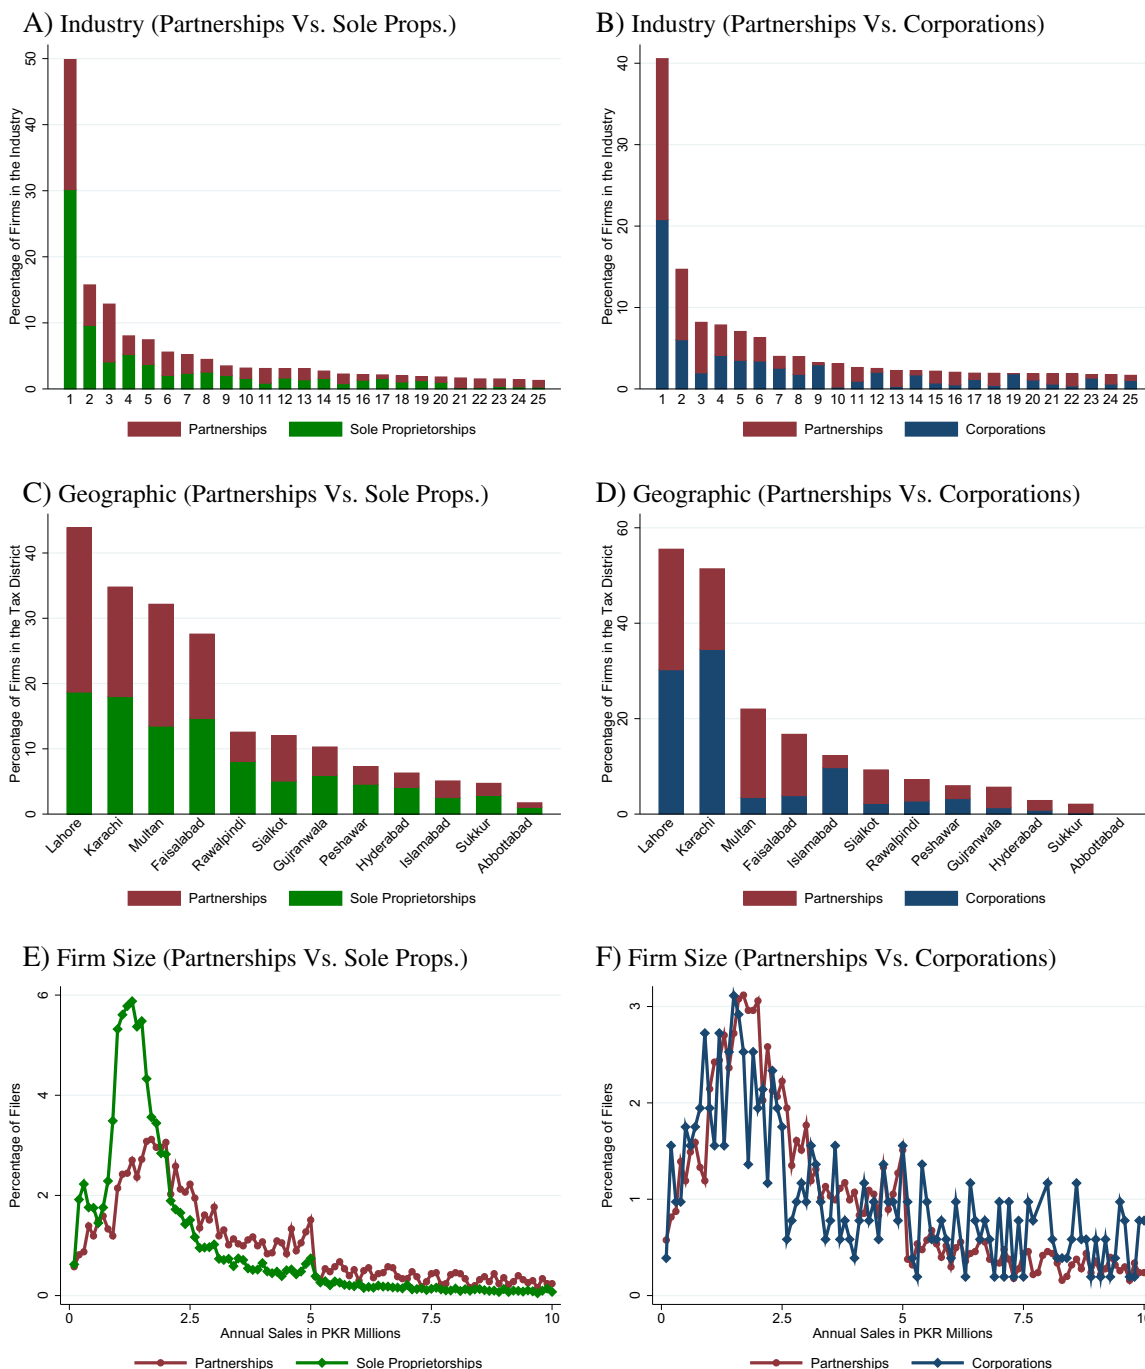 A) Industry (Partnerships Vs. Sole Props.)
Percentage of Firms in the Industry
50
40
30
20
10
0
1 2 3 4 5 6 7 8 9 10 11 12 13 14 15 16 17 18 19 20 21 22 23 24 25
Partnerships Sole Proprietorships
B) Industry (Partnerships Vs. Corporations)
Percentage of Firms in the Industry
40
30
20
10
0
1 2 3 4 5 6 7 8 9 10 11 12 13 14 15 16 17 18 19 20 21 22 23 24 25
Partnerships Corporations
C) Geographic (Partnerships Vs. Sole Props.)
Percentage of Firms in the Tax District
40
30
20
10
0
Lahore Karachi Multan Faisalabad Rawalpindi Sialkot Gujranwala Peshawar Hyderabad Islamabad Sukkur Abbottabad
Partnerships Sole Proprietorships
D) Geographic (Partnerships Vs. Corporations)
Percentage of Firms in the Tax District
60
40
20
0
Lahore Karachi Multan Faisalabad Islamabad Sialkot Rawalpindi Peshawar Gujranwala Hyderabad Sukkur Abbottabad
Partnerships Corporations
E) Firm Size (Partnerships Vs. Sole Props.)
Percentage of Filers
6
4
2
0
0 2.5 5 7.5 10
Annual Sales in PKR Millions
Partnerships Sole Proprietorships
F) Firm Size (Partnerships Vs. Corporations)
Percentage of Filers
3
2
1
0
0 2.5 5 7.5
Annual Sales in PKR Millions
Partnerships Corporations